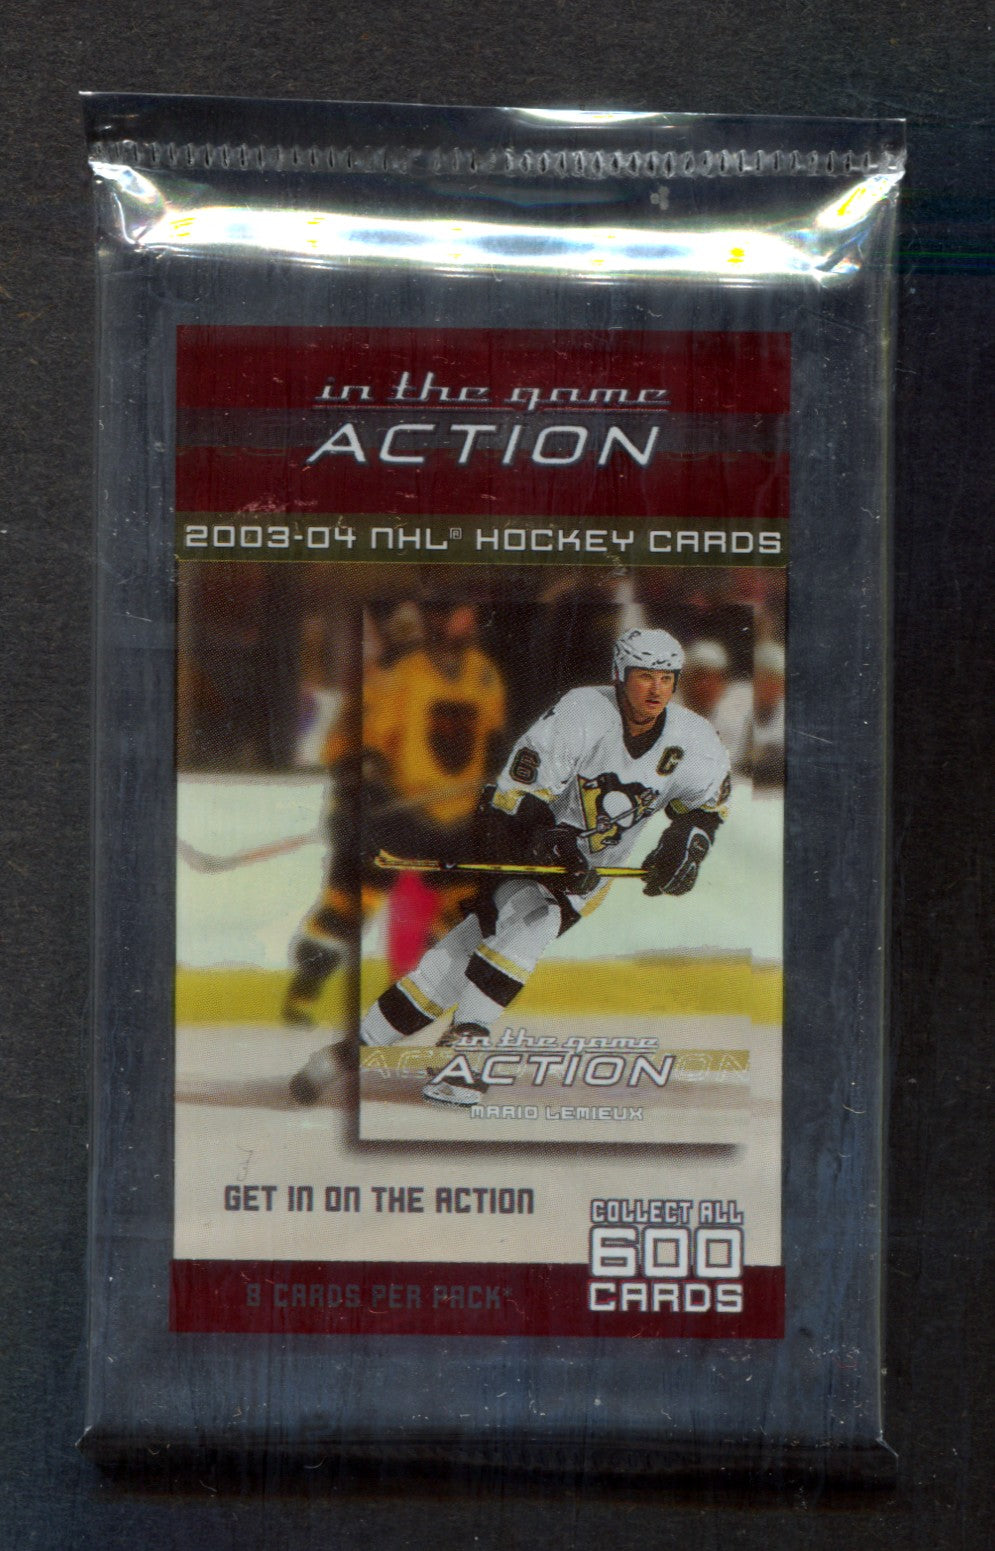 in the game
ACTION
2003-04 NHL® HOCKEY CARDS
C
6
in the game
ACTION
MARIO LEMIEUX
GET IN ON THE ACTION
COLLECT ALL
600
CARDS
8 CARDS PER PACK*